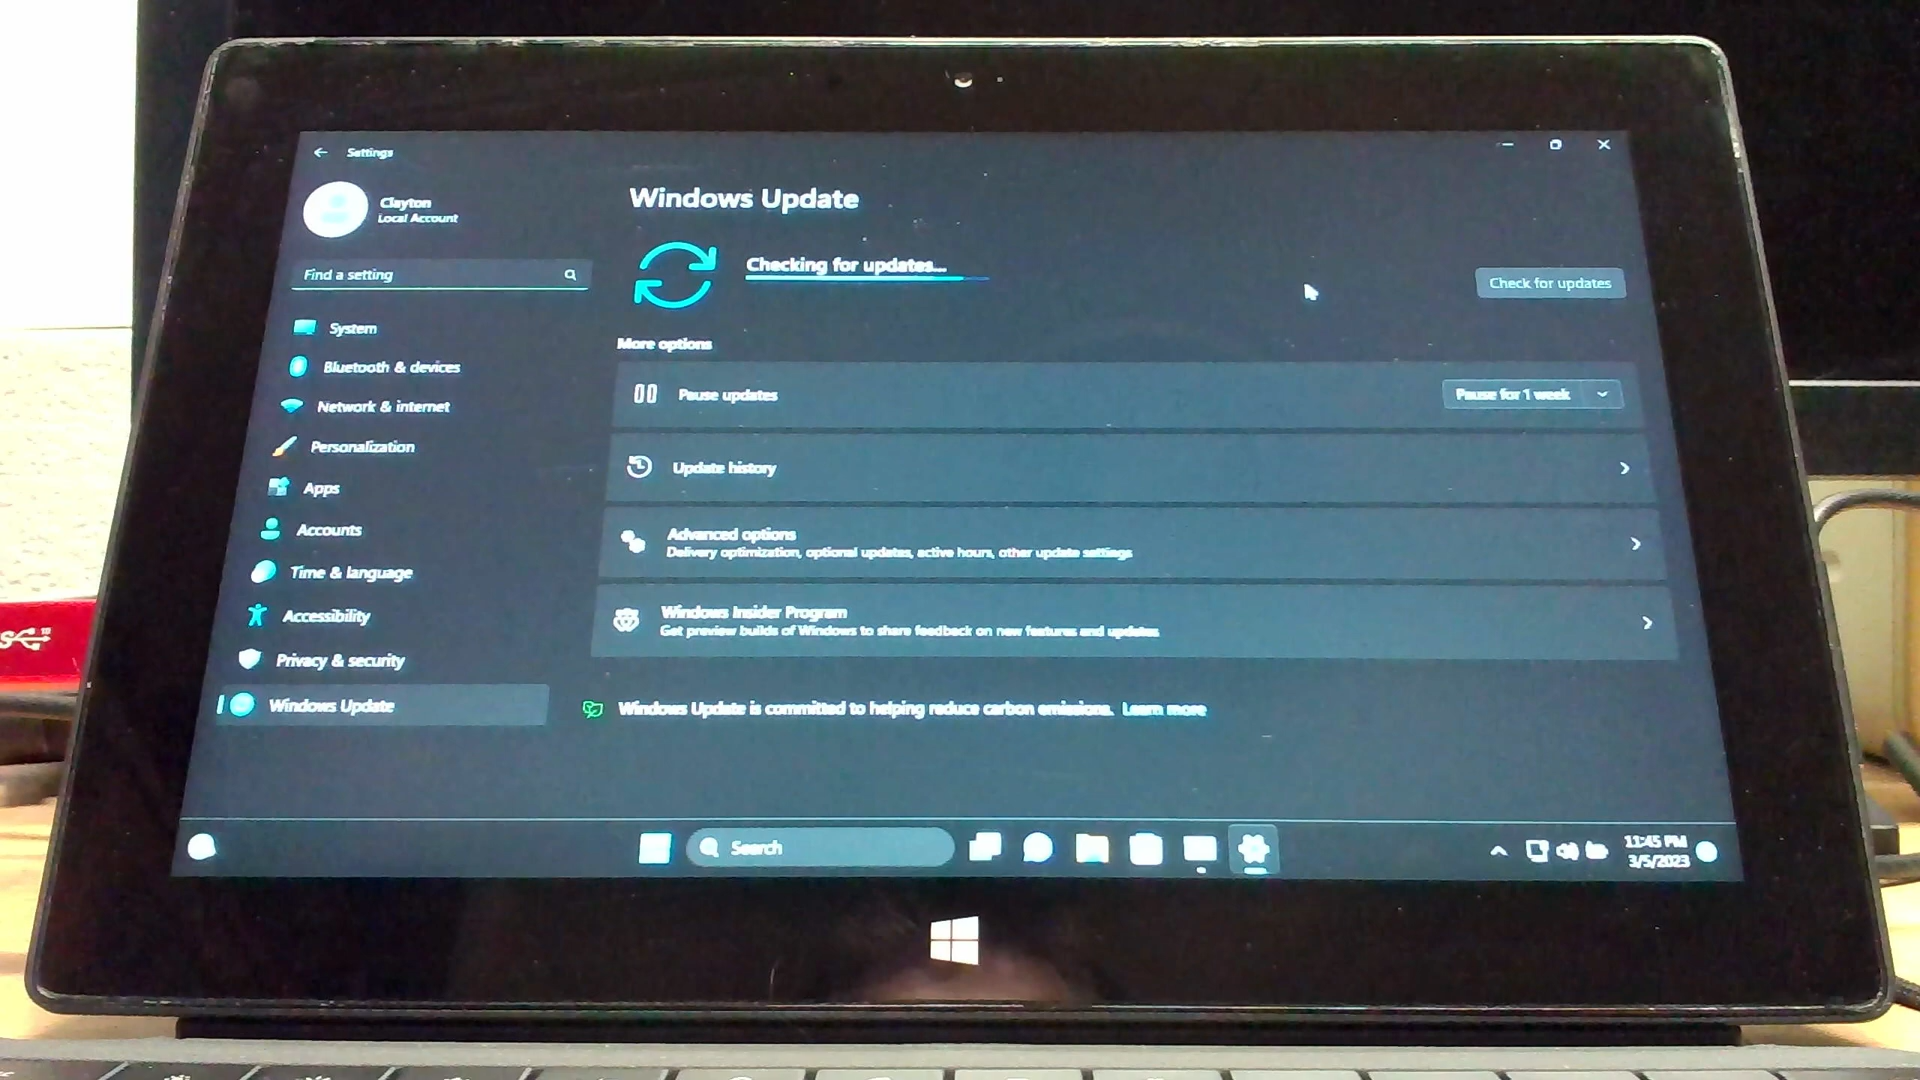 Settings
Clayton
Local Account
Find a setting
System
Bluetooth & devices
Network & internet
Personalization
Apps
Accounts
Time & language
Accessibility
Privacy & security
Windows Update
Windows Update
Checking for updates...
Check for updates
More options
Pause updates
Pause for 1 week
Update history
Advanced options
Delivery optimization, optional updates, active hours, other update settings
Windows Insider Program
Get preview builds of Windows to share feedback on new features and updates
Windows Update is committed to helping reduce carbon emissions. Learn more
Search
11:45 PM
3/5/2023